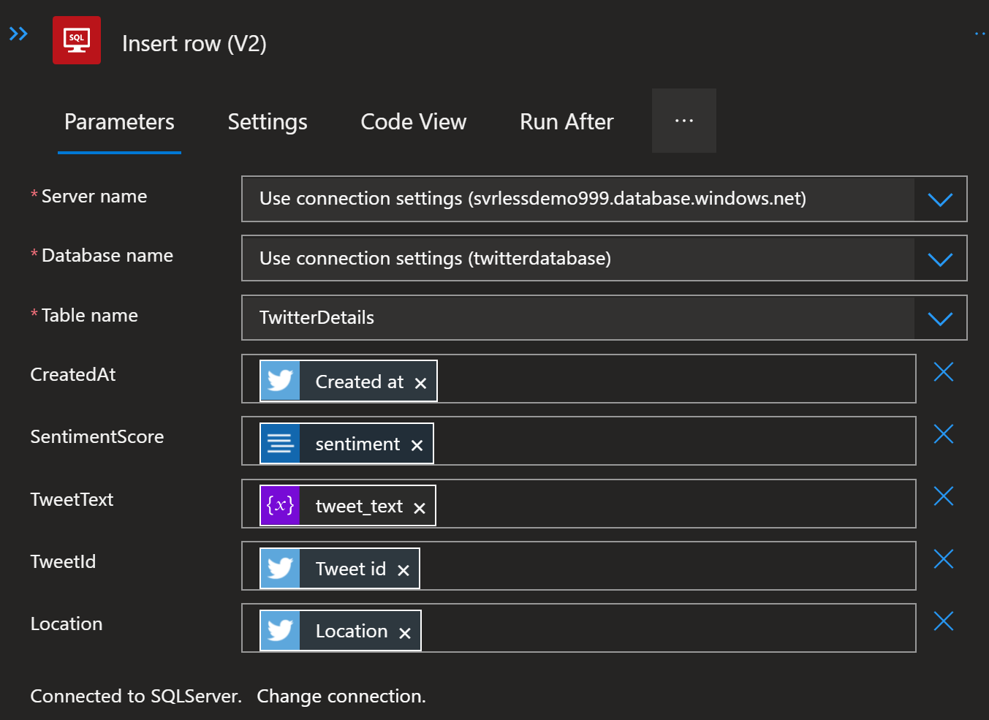 SQL
Insert row (V2)
Parameters Settings Code View Run After ...
* Server name Use connection settings (svrlessdemo999.database.windows.net)
* Database name Use connection settings (twitterdatabase)
* Table name TwitterDetails
CreatedAt Created at ×
SentimentScore sentiment ×
TweetText {x} tweet_text ×
TweetId Tweet id ×
Location Location ×
Connected to SQLServer. Change connection.